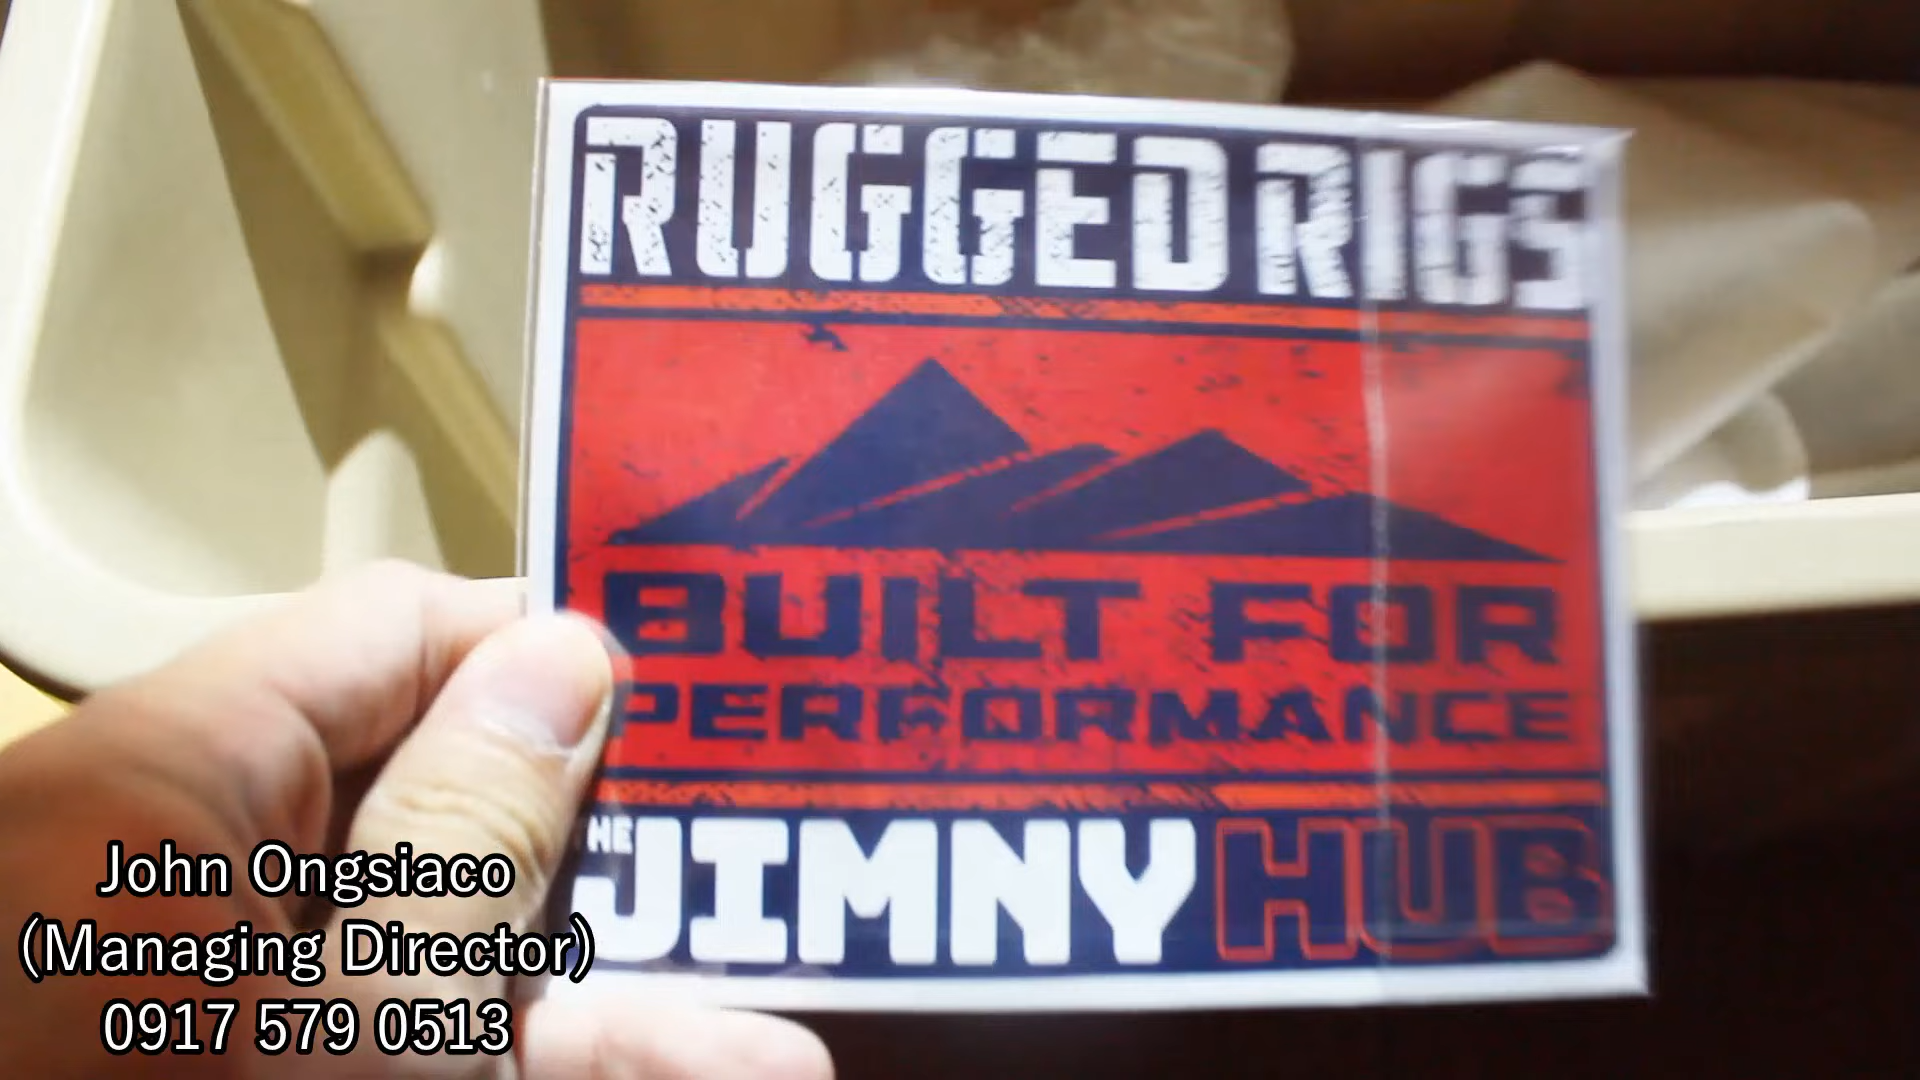 RUGGED RIGS
BUILT FOR
PERFORMANCE
THE JIMNY HUB
John Ongsiaco
(Managing Director)
0917 579 0513